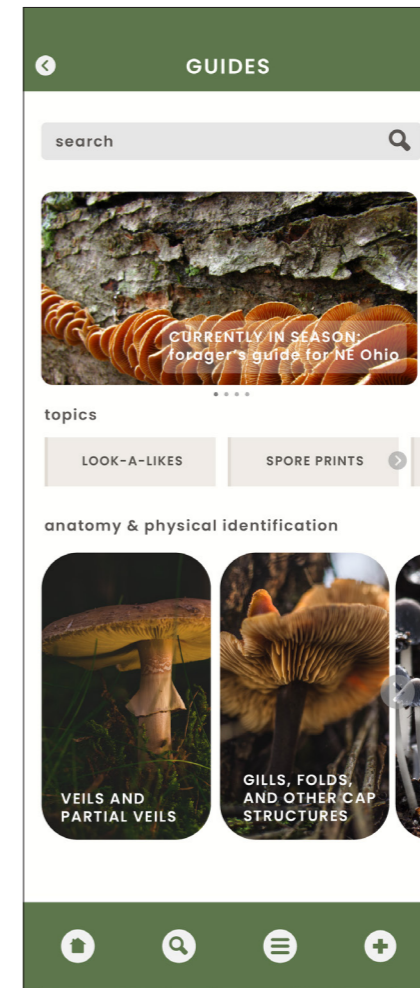 GUIDES
search
CURRENTLY IN SEASON:
forager's guide for NE Ohio
topics
LOOK-A-LIKES
SPORE PRINTS
anatomy & physical identification
VEILS AND
PARTIAL VEILS
GILLS, FOLDS,
AND OTHER CAP
STRUCTURES